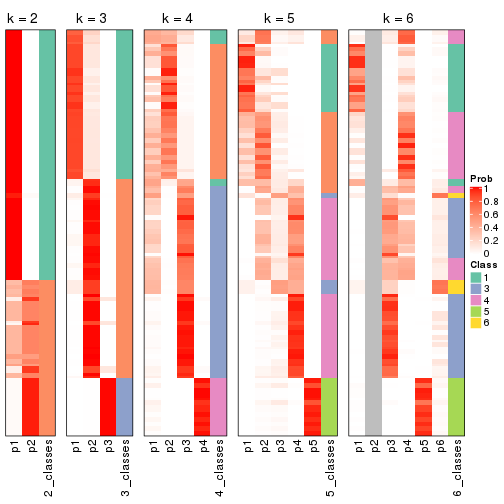 k = 2
k = 3
k = 4
k = 5
k = 6
Prob
1
0.8
0.6
0.4
0.2
0
Class
1
3
4
5
6
p1
p2
2_classes
p1
p2
p3
3_classes
p1
p2
p3
p4
4_classes
p1
p2
p3
p4
p5
5_classes
p1
p2
p3
p4
p5
p6
6_classes